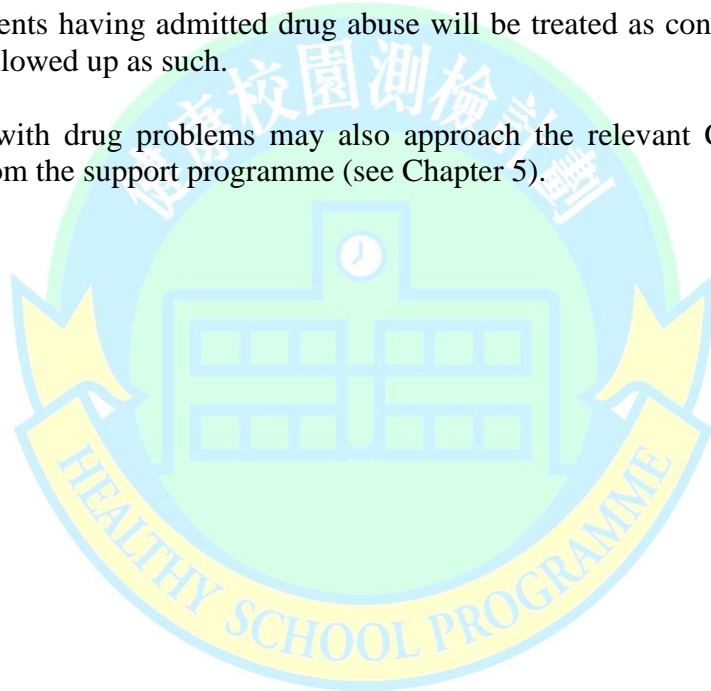 ents having admitted drug abuse will be treated as con
llowed up as such.
with drug problems may also approach the relevant C
om the support programme (see Chapter 5).
健康校園測檢計劃
HEALTHY SCHOOL PROGRAMME